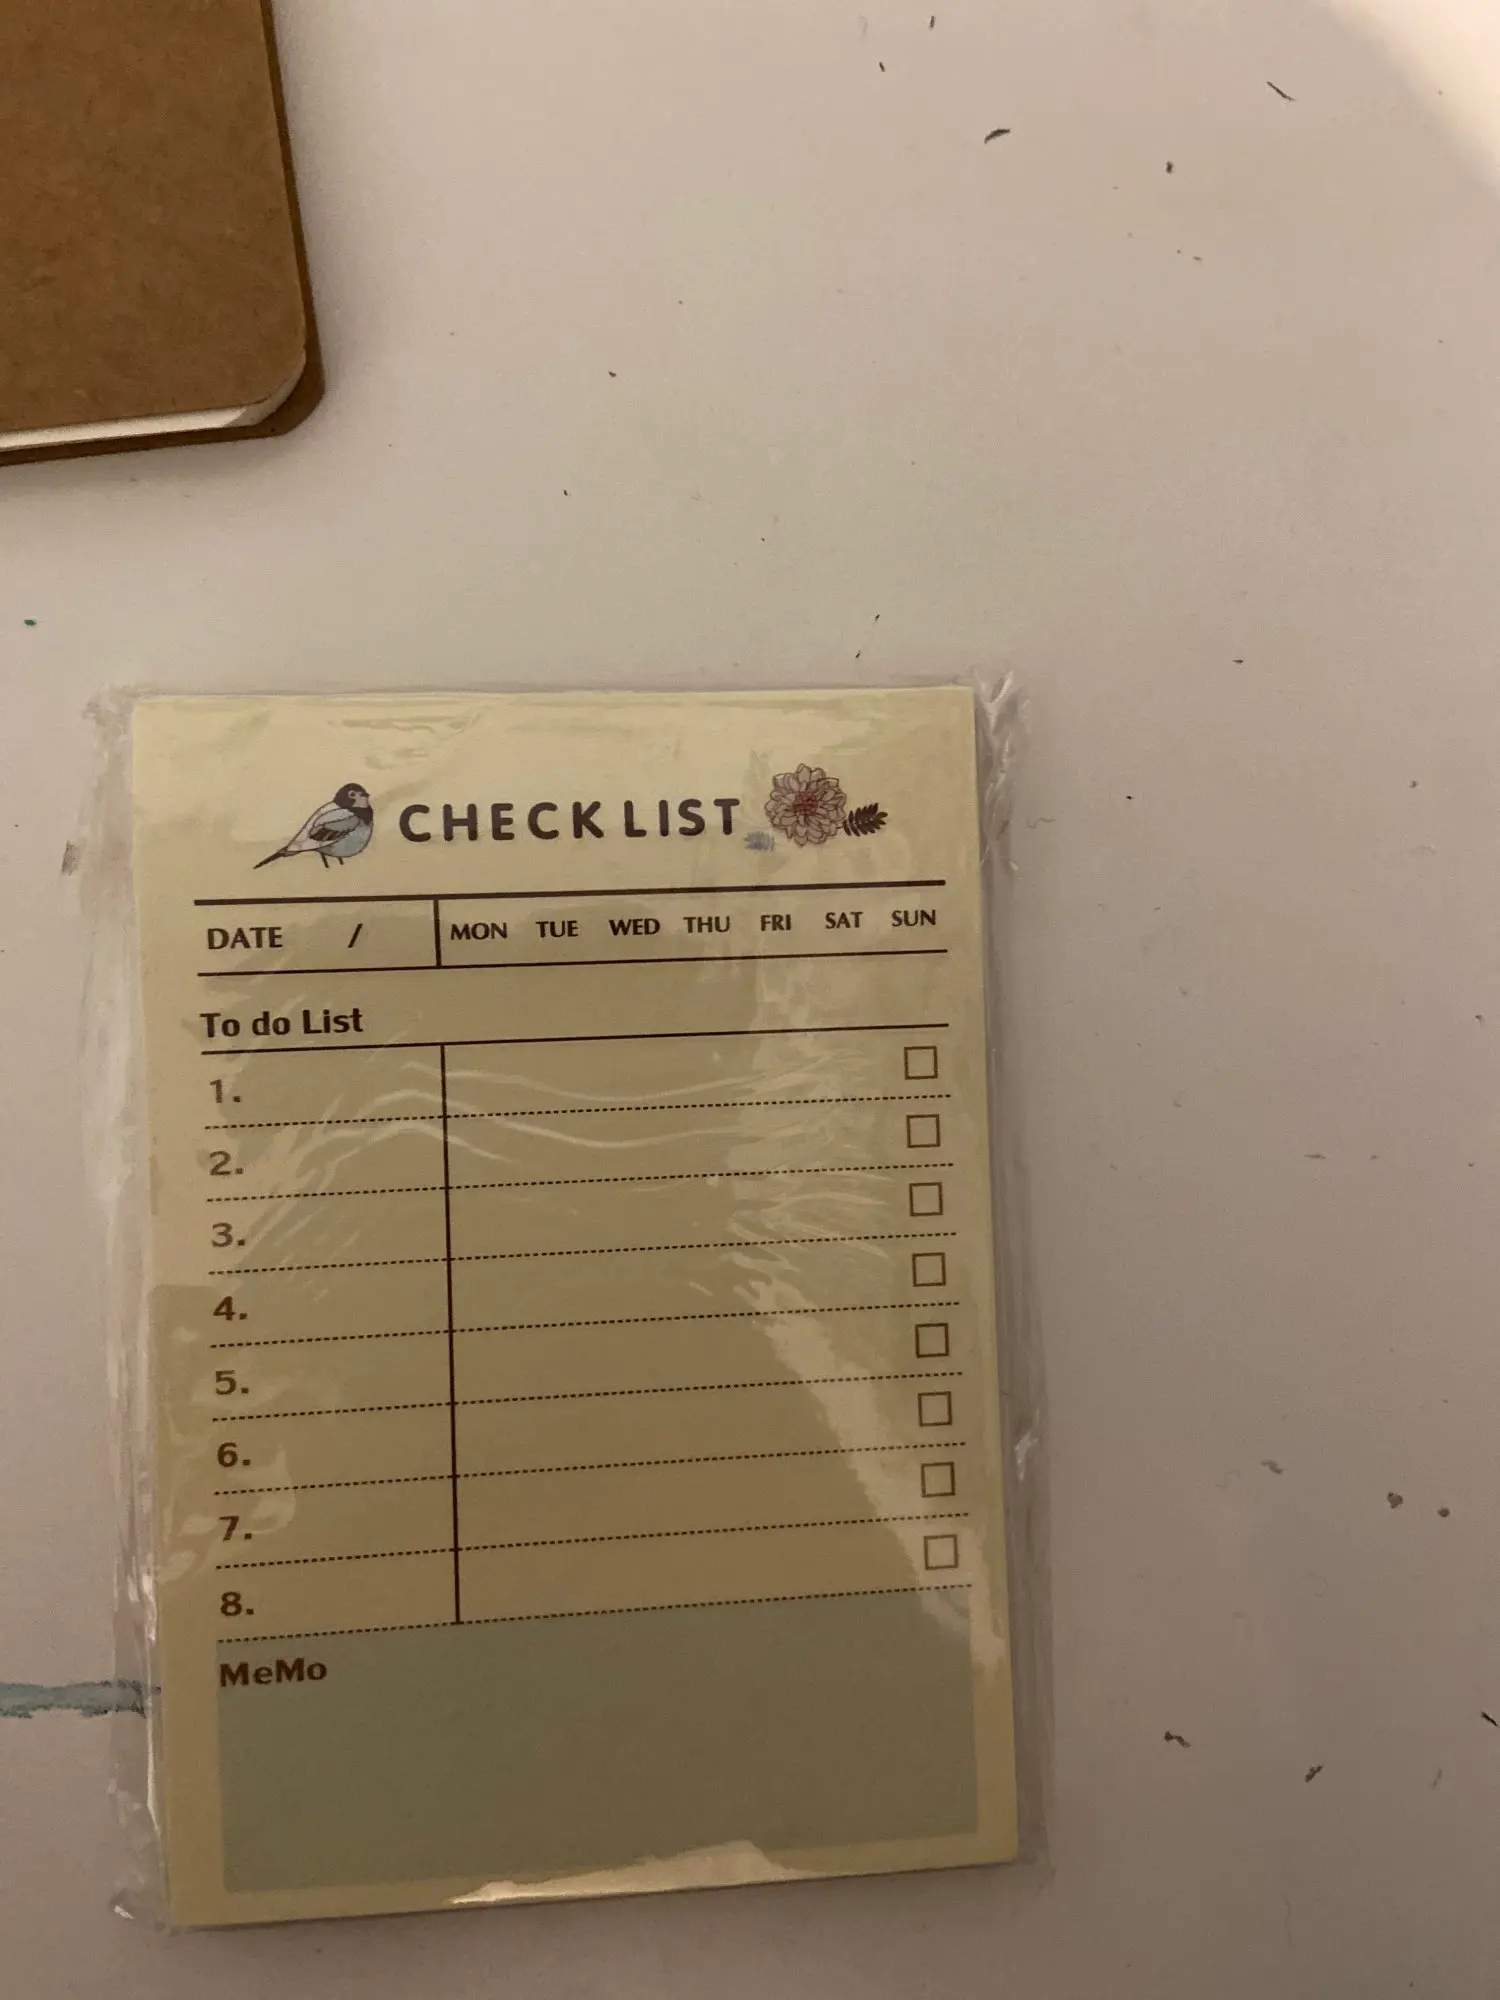 CHECK LIST
DATE / MON TUE WED THU FRI SAT SUN
To do List
1.
2.
3.
4.
5.
6.
7.
8.
MeMo